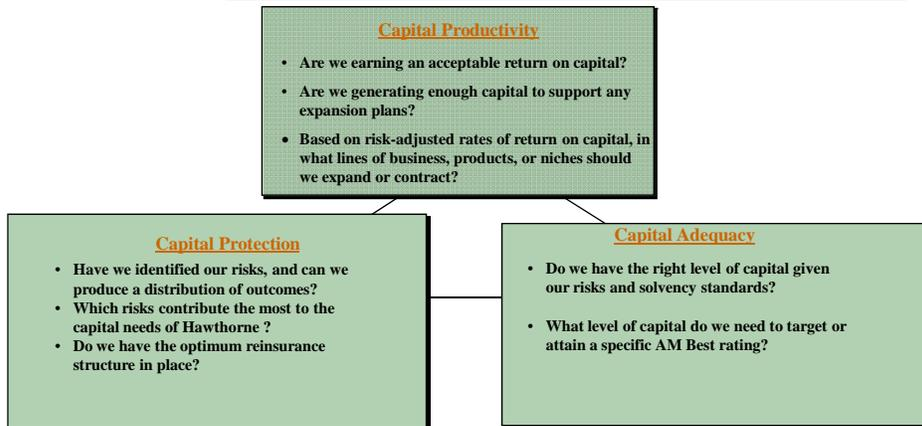 Capital Productivity
• Are we earning an acceptable return on capital?
• Are we generating enough capital to support any
expansion plans?
• Based on risk-adjusted rates of return on capital, in
what lines of business, products, or niches should
we expand or contract?
Capital Protection
• Have we identified our risks, and can we
produce a distribution of outcomes?
• Which risks contribute the most to the
capital needs of Hawthorne ?
• Do we have the optimum reinsurance
structure in place?
Capital Adequacy
• Do we have the right level of capital given
our risks and solvency standards?
• What level of capital do we need to target or
attain a specific AM Best rating?